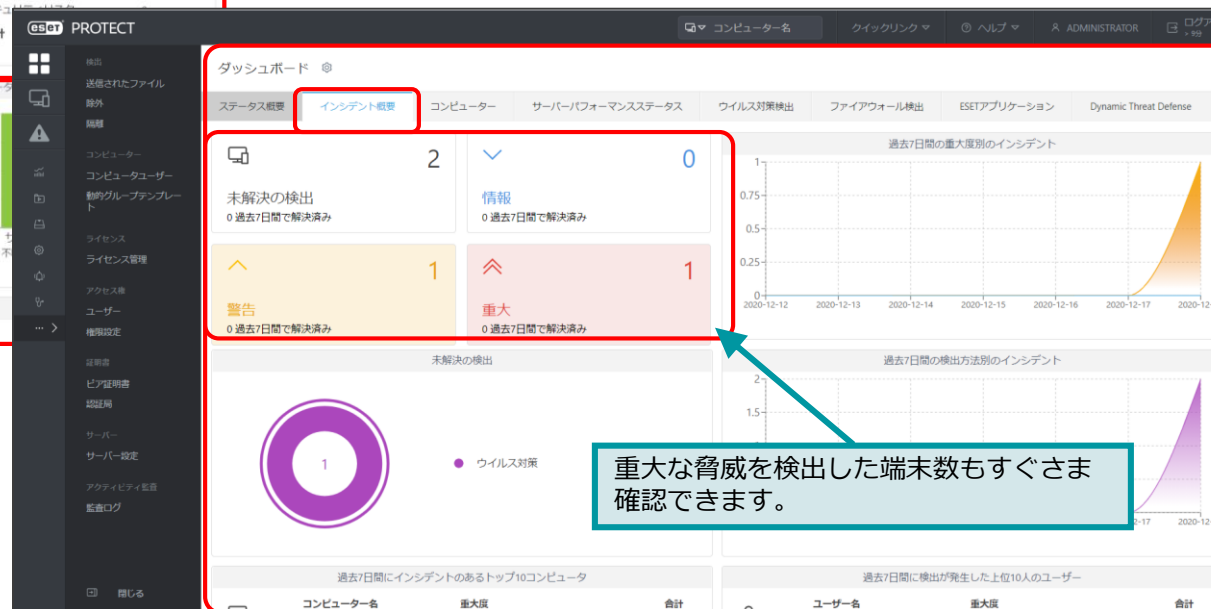 eseT PROTECT
コンピューター名
クイックリンク
ヘルプ
ADMINISTRATOR
検出
送信されたファイル
除外
隔離
コンピューター
コンピュータユーザー
動的グループテンプレー
ト
ライセンス
ライセンス管理
アクセス権
ユーザー
権限設定
証明書
ピア証明書
認証局
サーバー
サーバー設定
アクティビティ監査
監査ログ
閉じる
ダッシュボード
ステータス概要 インシデント概要 コンピューター サーバーパフォーマンスステータス ウイルス対策検出 ファイアウォール検出 ESETアプリケーション Dynamic Threat Defense
2
未解決の検出
0 過去7日間で解決済み
0
情報
0 過去7日間で解決済み
1
警告
0 過去7日間で解決済み
1
重大
0 過去7日間で解決済み
過去7日間の重大度別のインシデント
1
0.75
0.5
0.25
0
2020-12-12 2020-12-13 2020-12-14 2020-12-15 2020-12-16 2020-12-17
未解決の検出
1
ウイルス対策
過去7日間の検出方法別のインシデント
2
1.5
重大な脅威を検出した端末数もすぐさま
確認できます。
過去7日間にインシデントのあるトップ10コンピュータ
コンピューター名 重大度 合計
過去7日間に検出が発生した上位10人のユーザー
ユーザー名 重大度 合計